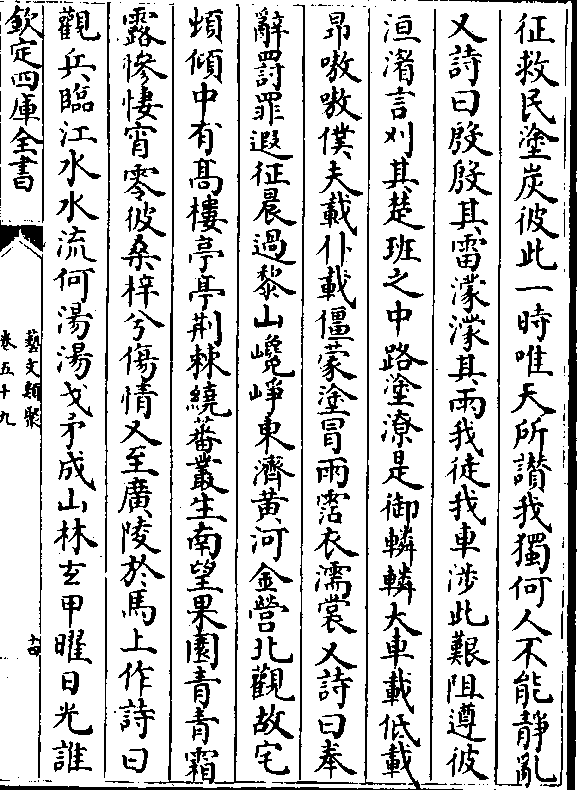 征救民塗炭彼此一時唯天所讃我獨何人不能靜亂
又詩曰殷殷其雷濛濛其雨我徒我車涉此艱阻遵彼
洹湄言刈其楚班之中路塗潦是御轔轔大車載低載
昂嗷嗷僕夫載仆載僵蒙塗冒雨霑衣濡裳又詩曰奉
辭罰罪遐征晨過黎山巉崢東濟黄河金營北觀故宅
頓傾中有髙樓亭亭荆棘繞蕃叢生南望果園青青霜
露慘悽宵零彼桑梓兮傷情又至廣陵於馬上作詩曰
觀兵臨江水水流何湯湯戈矛成山林𤣥甲曜日光誰
欽定四庫全書
藝文類聚
卷五十九
十四